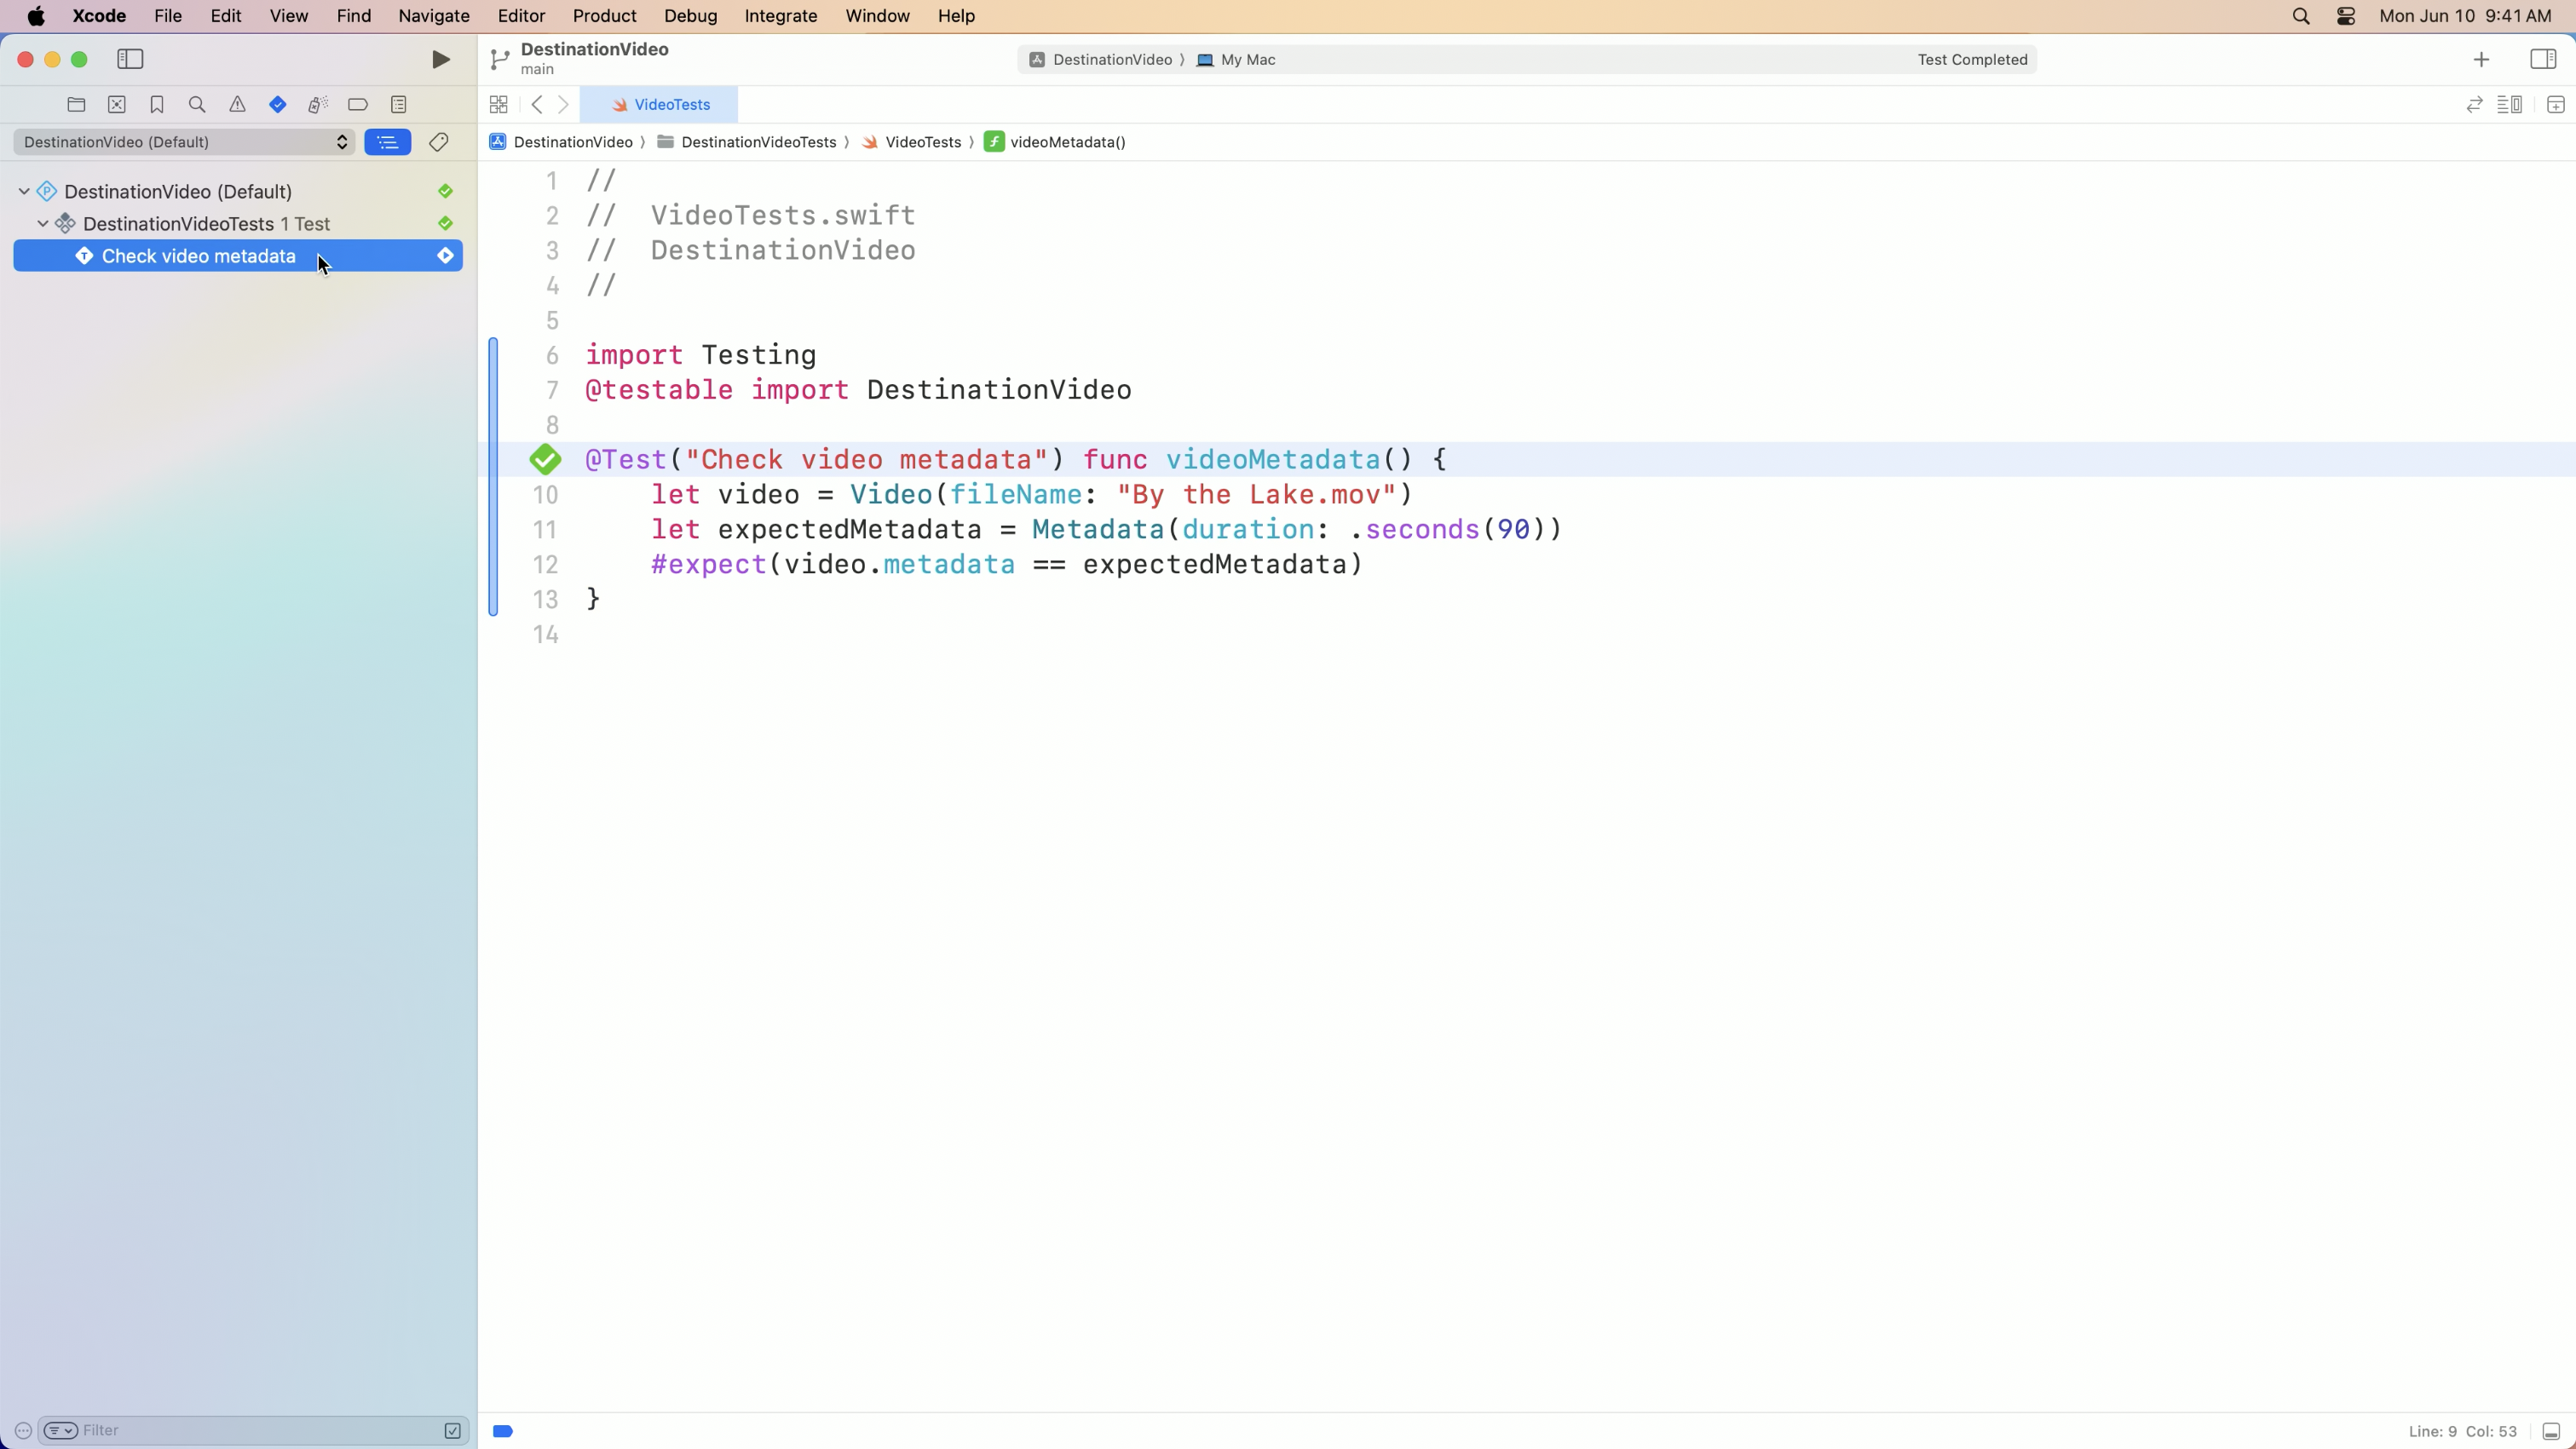 Xcode File Edit View Find Navigate Editor Product Debug Integrate Window Help Mon Jun 10 9:41 AM
DestinationVideo
main
DestinationVideo 〉 My Mac Test Completed
VideoTests
DestinationVideo (Default)
DestinationVideo 〉 DestinationVideoTests 〉 VideoTests 〉 videoMetadata()
DestinationVideo (Default)
DestinationVideoTests 1 Test
Check video metadata
1 //
2 //  VideoTests.swift
3 //  DestinationVideo
4 //
5
6 import Testing
7 @testable import DestinationVideo
8
@Test("Check video metadata") func videoMetadata() {
10     let video = Video(fileName: "By the Lake.mov")
11     let expectedMetadata = Metadata(duration: .seconds(90))
12     #expect(video.metadata == expectedMetadata)
13 }
14
Filter
Line: 9 Col: 53